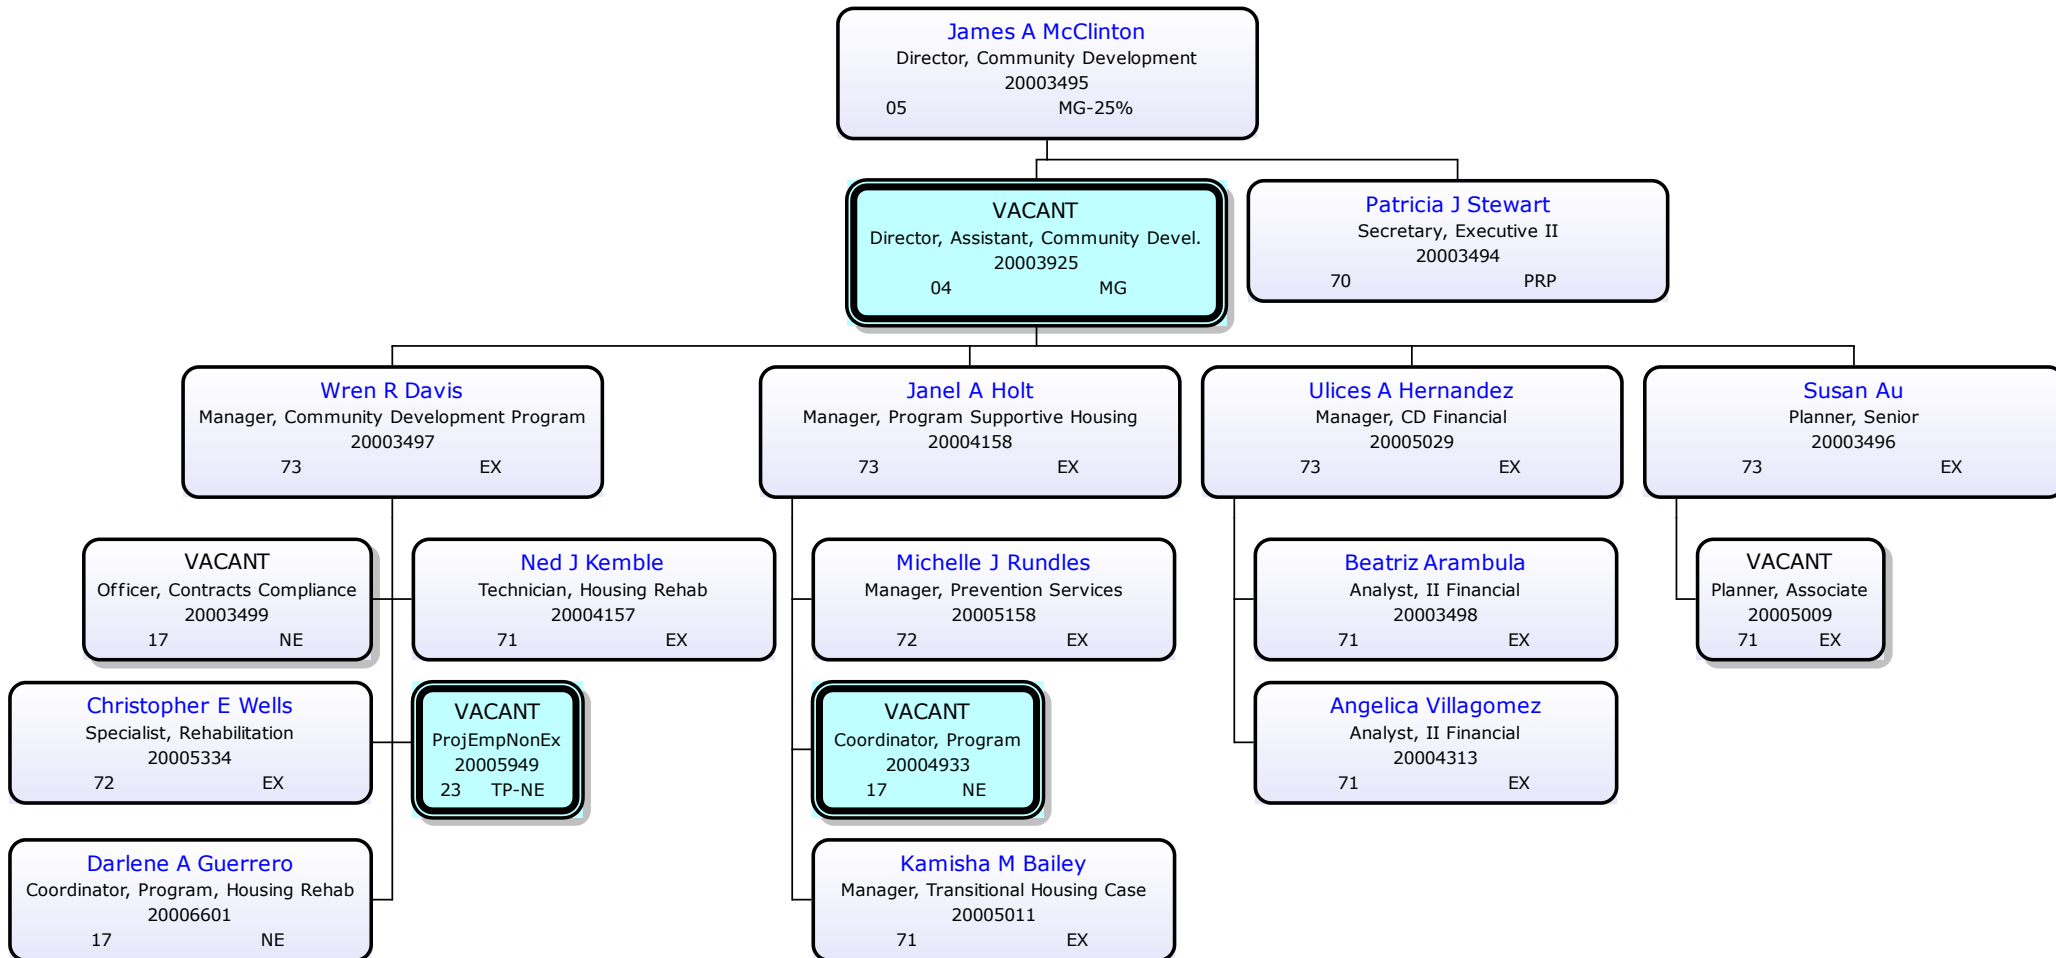 James A McClinton
Director, Community Development
20003495
05 MG-25%
VACANT
Director, Assistant, Community Devel.
20003925
04 MG
Patricia J Stewart
Secretary, Executive II
20003494
70 PRP
Wren R Davis
Manager, Community Development Program
20003497
73 EX
Janel A Holt
Manager, Program Supportive Housing
20004158
73 EX
Ulices A Hernandez
Manager, CD Financial
20005029
73 EX
Susan Au
Planner, Senior
20003496
73 EX
VACANT
Officer, Contracts Compliance
20003499
17 NE
Ned J Kemble
Technician, Housing Rehab
20004157
71 EX
Michelle J Rundles
Manager, Prevention Services
20005158
72 EX
Beatriz Arambula
Analyst, II Financial
20003498
71 EX
VACANT
Planner, Associate
20005009
71 EX
Christopher E Wells
Specialist, Rehabilitation
20005334
72 EX
VACANT
ProjEmpNonEx
20005949
23 TP-NE
VACANT
Coordinator, Program
20004933
17 NE
Angelica Villagomez
Analyst, II Financial
20004313
71 EX
Darlene A Guerrero
Coordinator, Program, Housing Rehab
20006601
17 NE
Kamisha M Bailey
Manager, Transitional Housing Case
20005011
71 EX